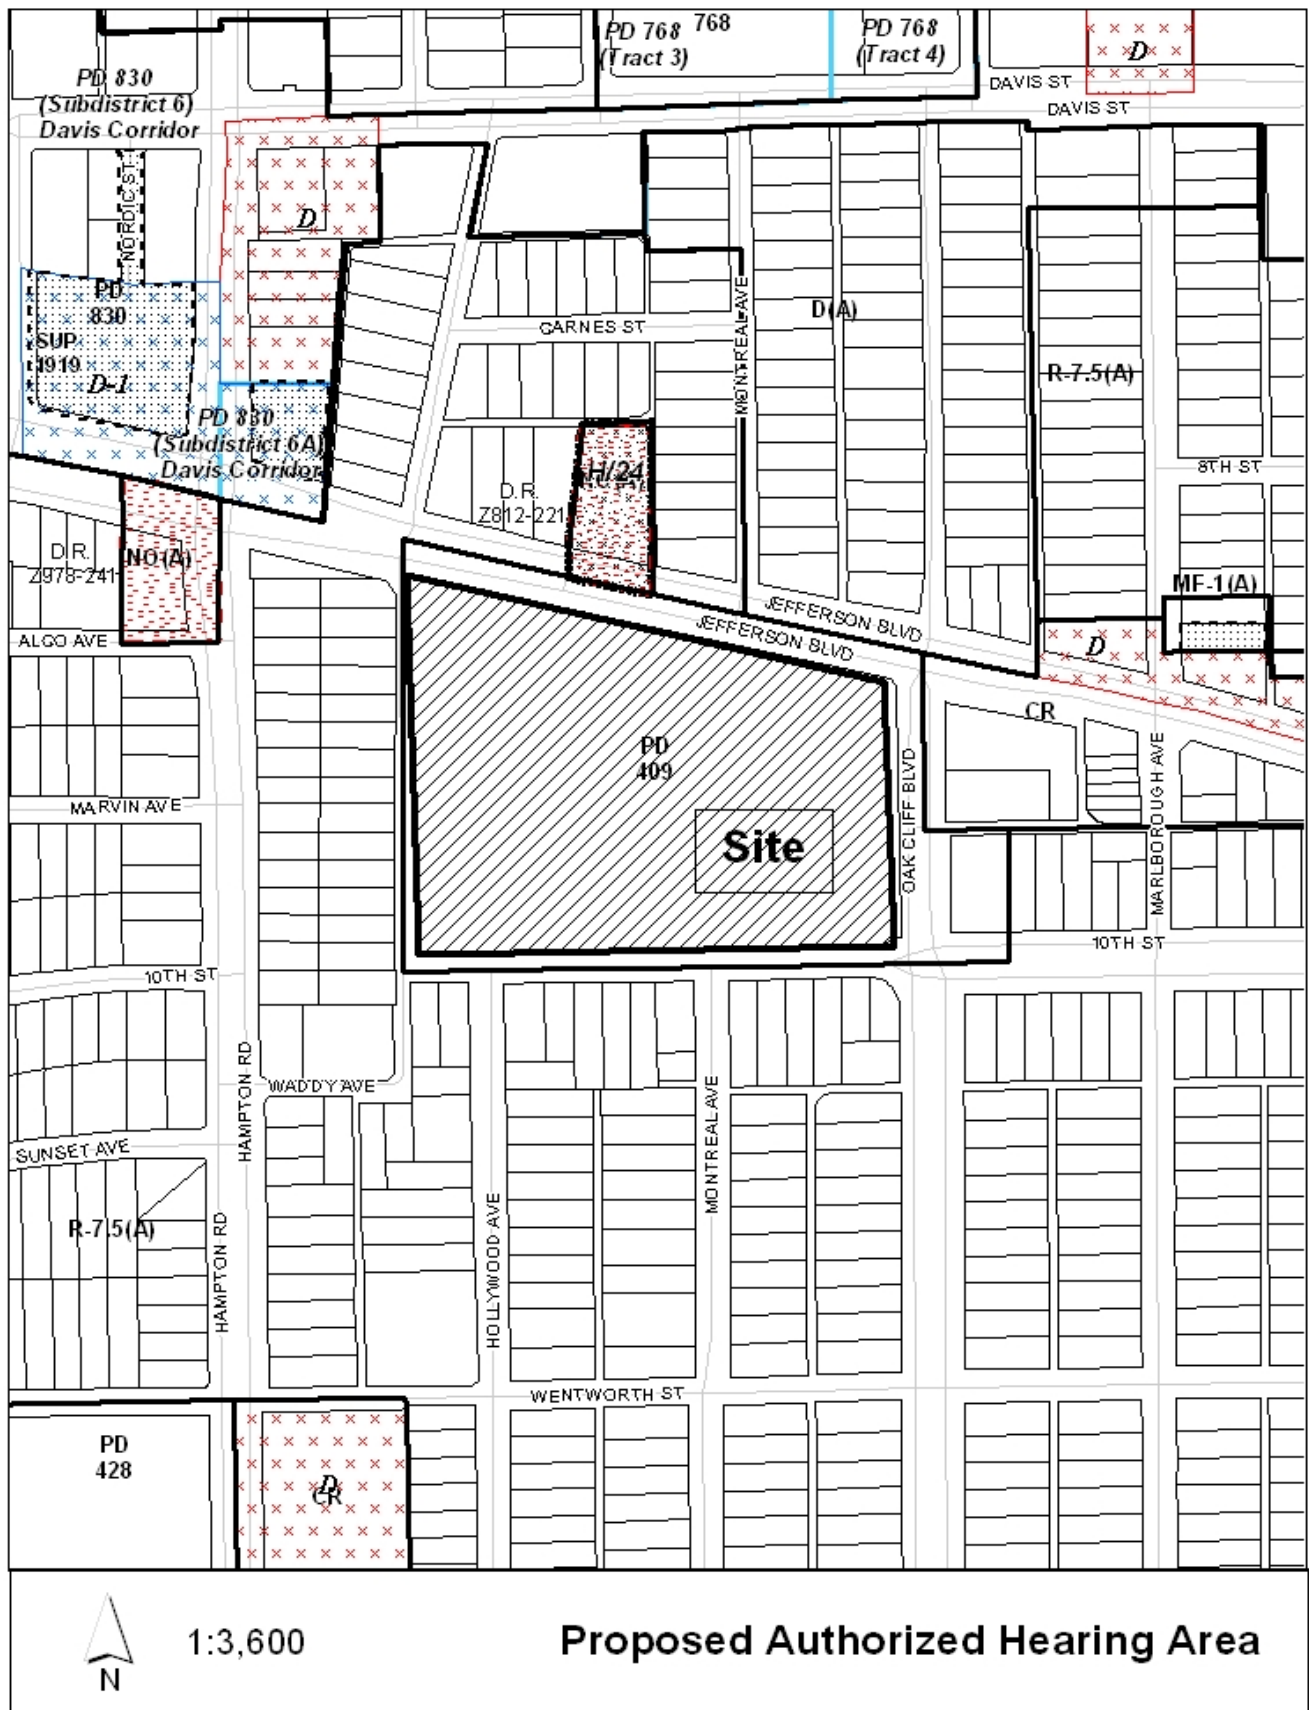 PD 768
(Tract 3)
768
PD 768
(Tract 4)
D
DAVIS ST
DAVIS ST
PD 830
(Subdistrict 6)
Davis Corridor
NORDIC ST
D
PD
830
SUP
1919
D-1
PD 830
(Subdistrict 6A)
Davis Corridor
CARNES ST
MONTREAL AVE
D(A)
R-7.5(A)
8TH ST
H/24
D.R.
Z812-221
D.R.
Z978-241
NO(A)
ALCO AVE
MF-1(A)
JEFFERSON BLVD
JEFFERSON BLVD
D
CR
PD
409
Site
OAK CLIFF BLVD
MARLBOROUGH AVE
MARVIN AVE
10TH ST
10TH ST
HAMPTON RD
WADDY AVE
MONTREAL AVE
SUNSET AVE
R-7.5(A)
HAMPTON RD
HOLLYWOOD AVE
WENTWORTH ST
PD
428
D
CR
N
1:3,600
Proposed Authorized Hearing Area